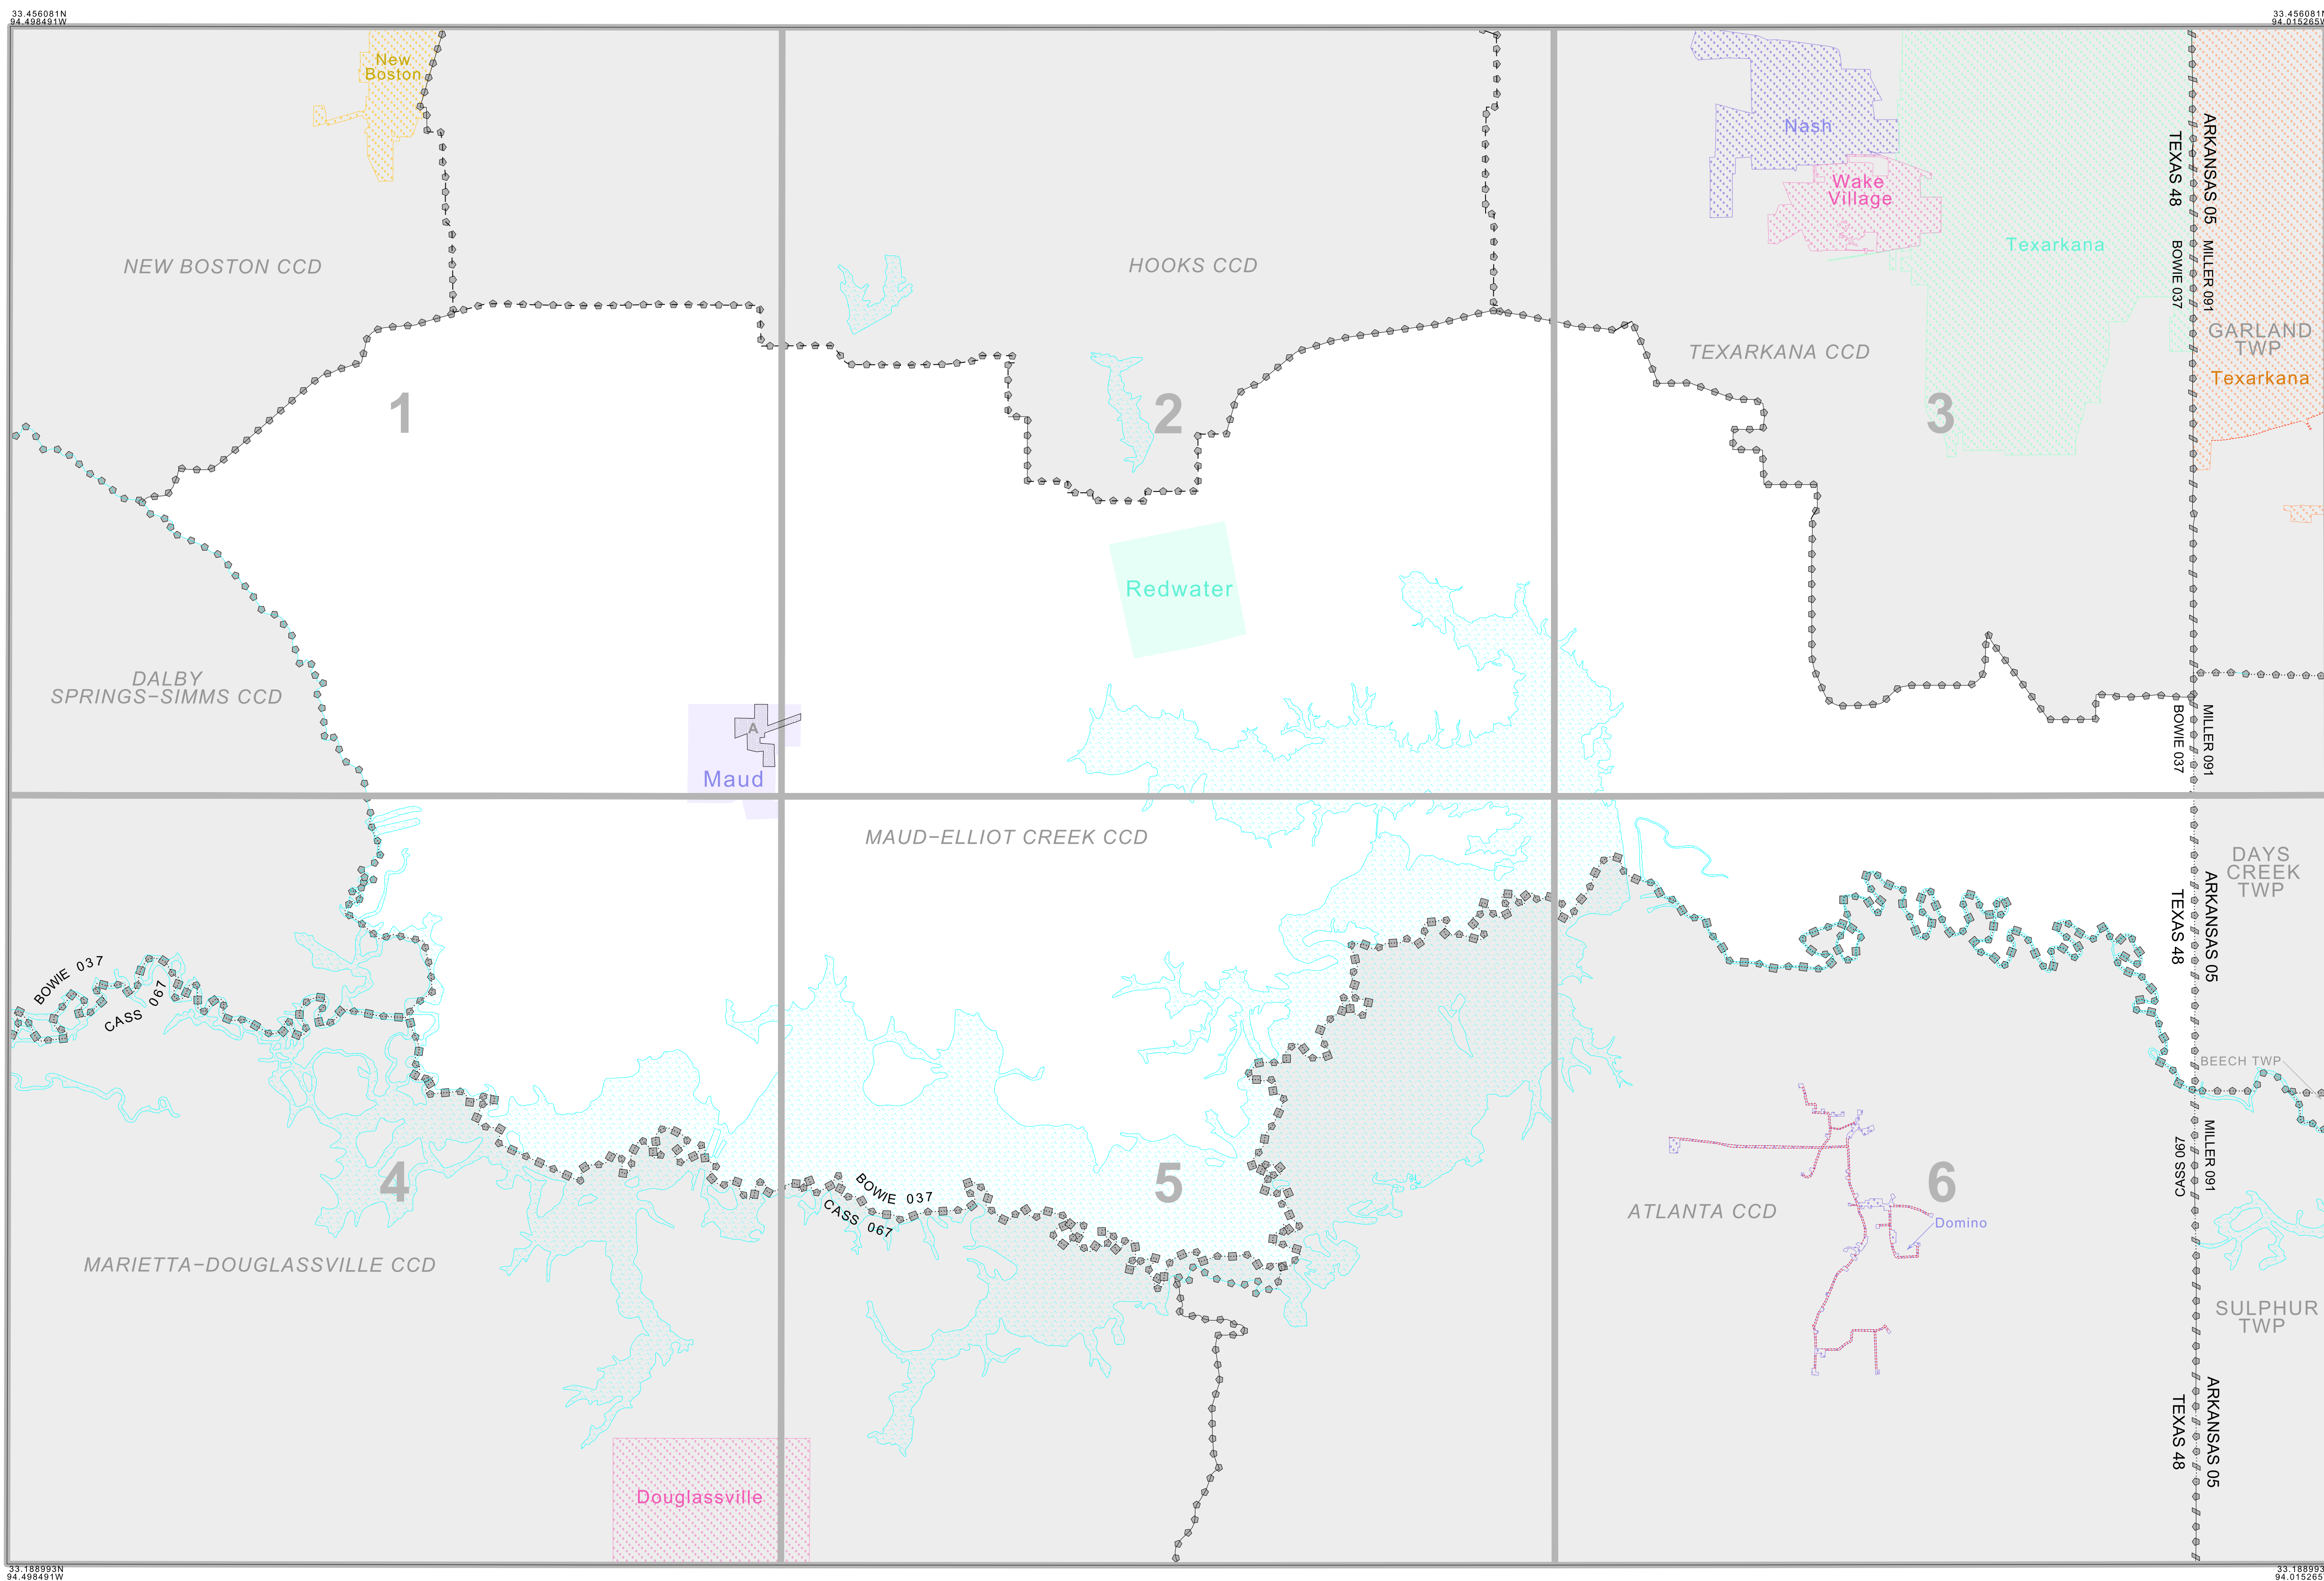 33.456081N
94.498491W
33.456081N
94.015265W
New
Boston
Nash
Wake
Village
Texarkana
ARKANSAS 05
TEXAS 48
MILLER 091
BOWIE 037
NEW BOSTON CCD
HOOKS CCD
TEXARKANA CCD
GARLAND
TWP
Texarkana
1
2
3
Redwater
DALBY
SPRINGS-SIMMS CCD
A
Maud
MILLER 091
BOWIE 037
MAUD-ELLIOT CREEK CCD
DAYS
CREEK
TWP
ARKANSAS 05
TEXAS 48
BOWIE 037
CASS 067
BEECH TWP
MILLER 091
CASS 067
4
5
6
BOWIE 037
CASS 067
ATLANTA CCD
Domino
MARIETTA-DOUGLASSVILLE CCD
SULPHUR
TWP
ARKANSAS 05
TEXAS 48
Douglassville
33.188993N
94.498491W
33.188993
94.015265